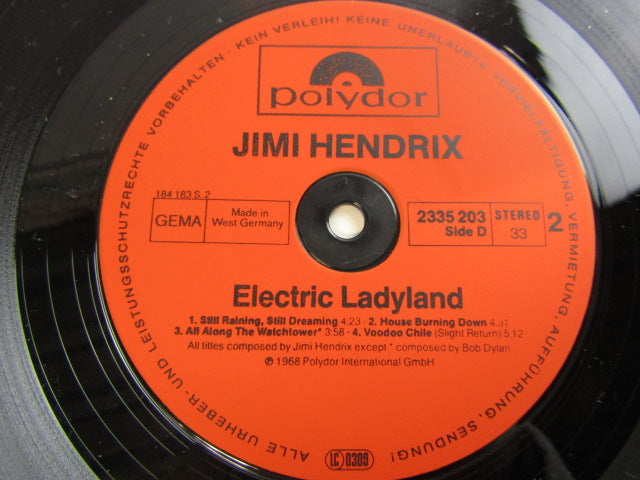 ALLE URHEBER- UND LEISTUNGSSCHUTZRECHTE VORBEHALTEN · KEIN VERLEIH! KEINE UNERLAUBTE VERVIELFÄLTIGUNG, VERMIETUNG, AUFFÜHRUNG, SENDUNG!
polydor
JIMI HENDRIX
184 183 S 2
GEMA Made in 2335 203 STEREO 2
West Germany Side D 33
Electric Ladyland
1. Still Raining, Still Dreaming 4:23 · 2. House Burning Down 4:31
3. All Along The Watchtower* 3:58 · 4. Voodoo Chile (Slight Return) 5:12
All titles composed by Jimi Hendrix except * composed by Bob Dylan
℗ 1968 Polydor International GmbH
LC 0309